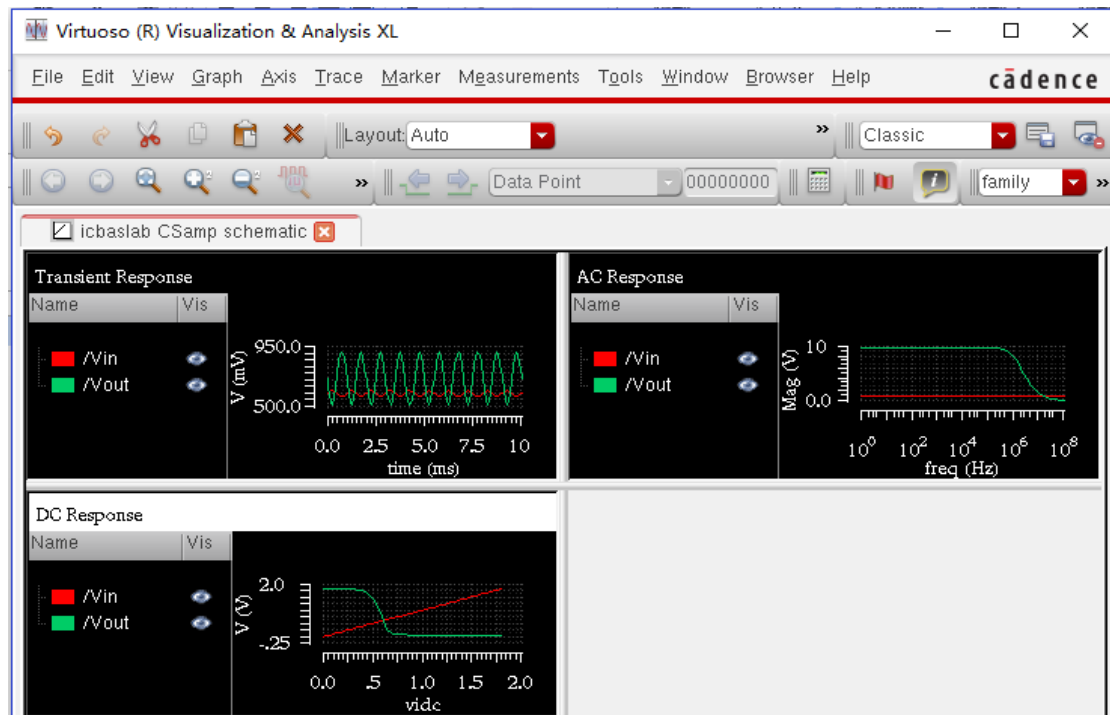 Virtuoso (R) Visualization & Analysis XL
File Edit View Graph Axis Trace Marker Measurements Tools Window Browser Help cādence
Layout: Auto » Classic
» Data Point 00000000 family »
icbaslab CSamp schematic
Transient Response
Name Vis
/Vin
/Vout
V (mV)
950.0
500.0
0.0 2.5 5.0 7.5 10
time (ms)
AC Response
Name Vis
/Vin
/Vout
Mag (V)
10
0.0
10⁰ 10² 10⁴ 10⁶ 10⁸
freq (Hz)
DC Response
Name Vis
/Vin
/Vout
V (V)
2.0
-.25
0.0 .5 1.0 1.5 2.0
vidc